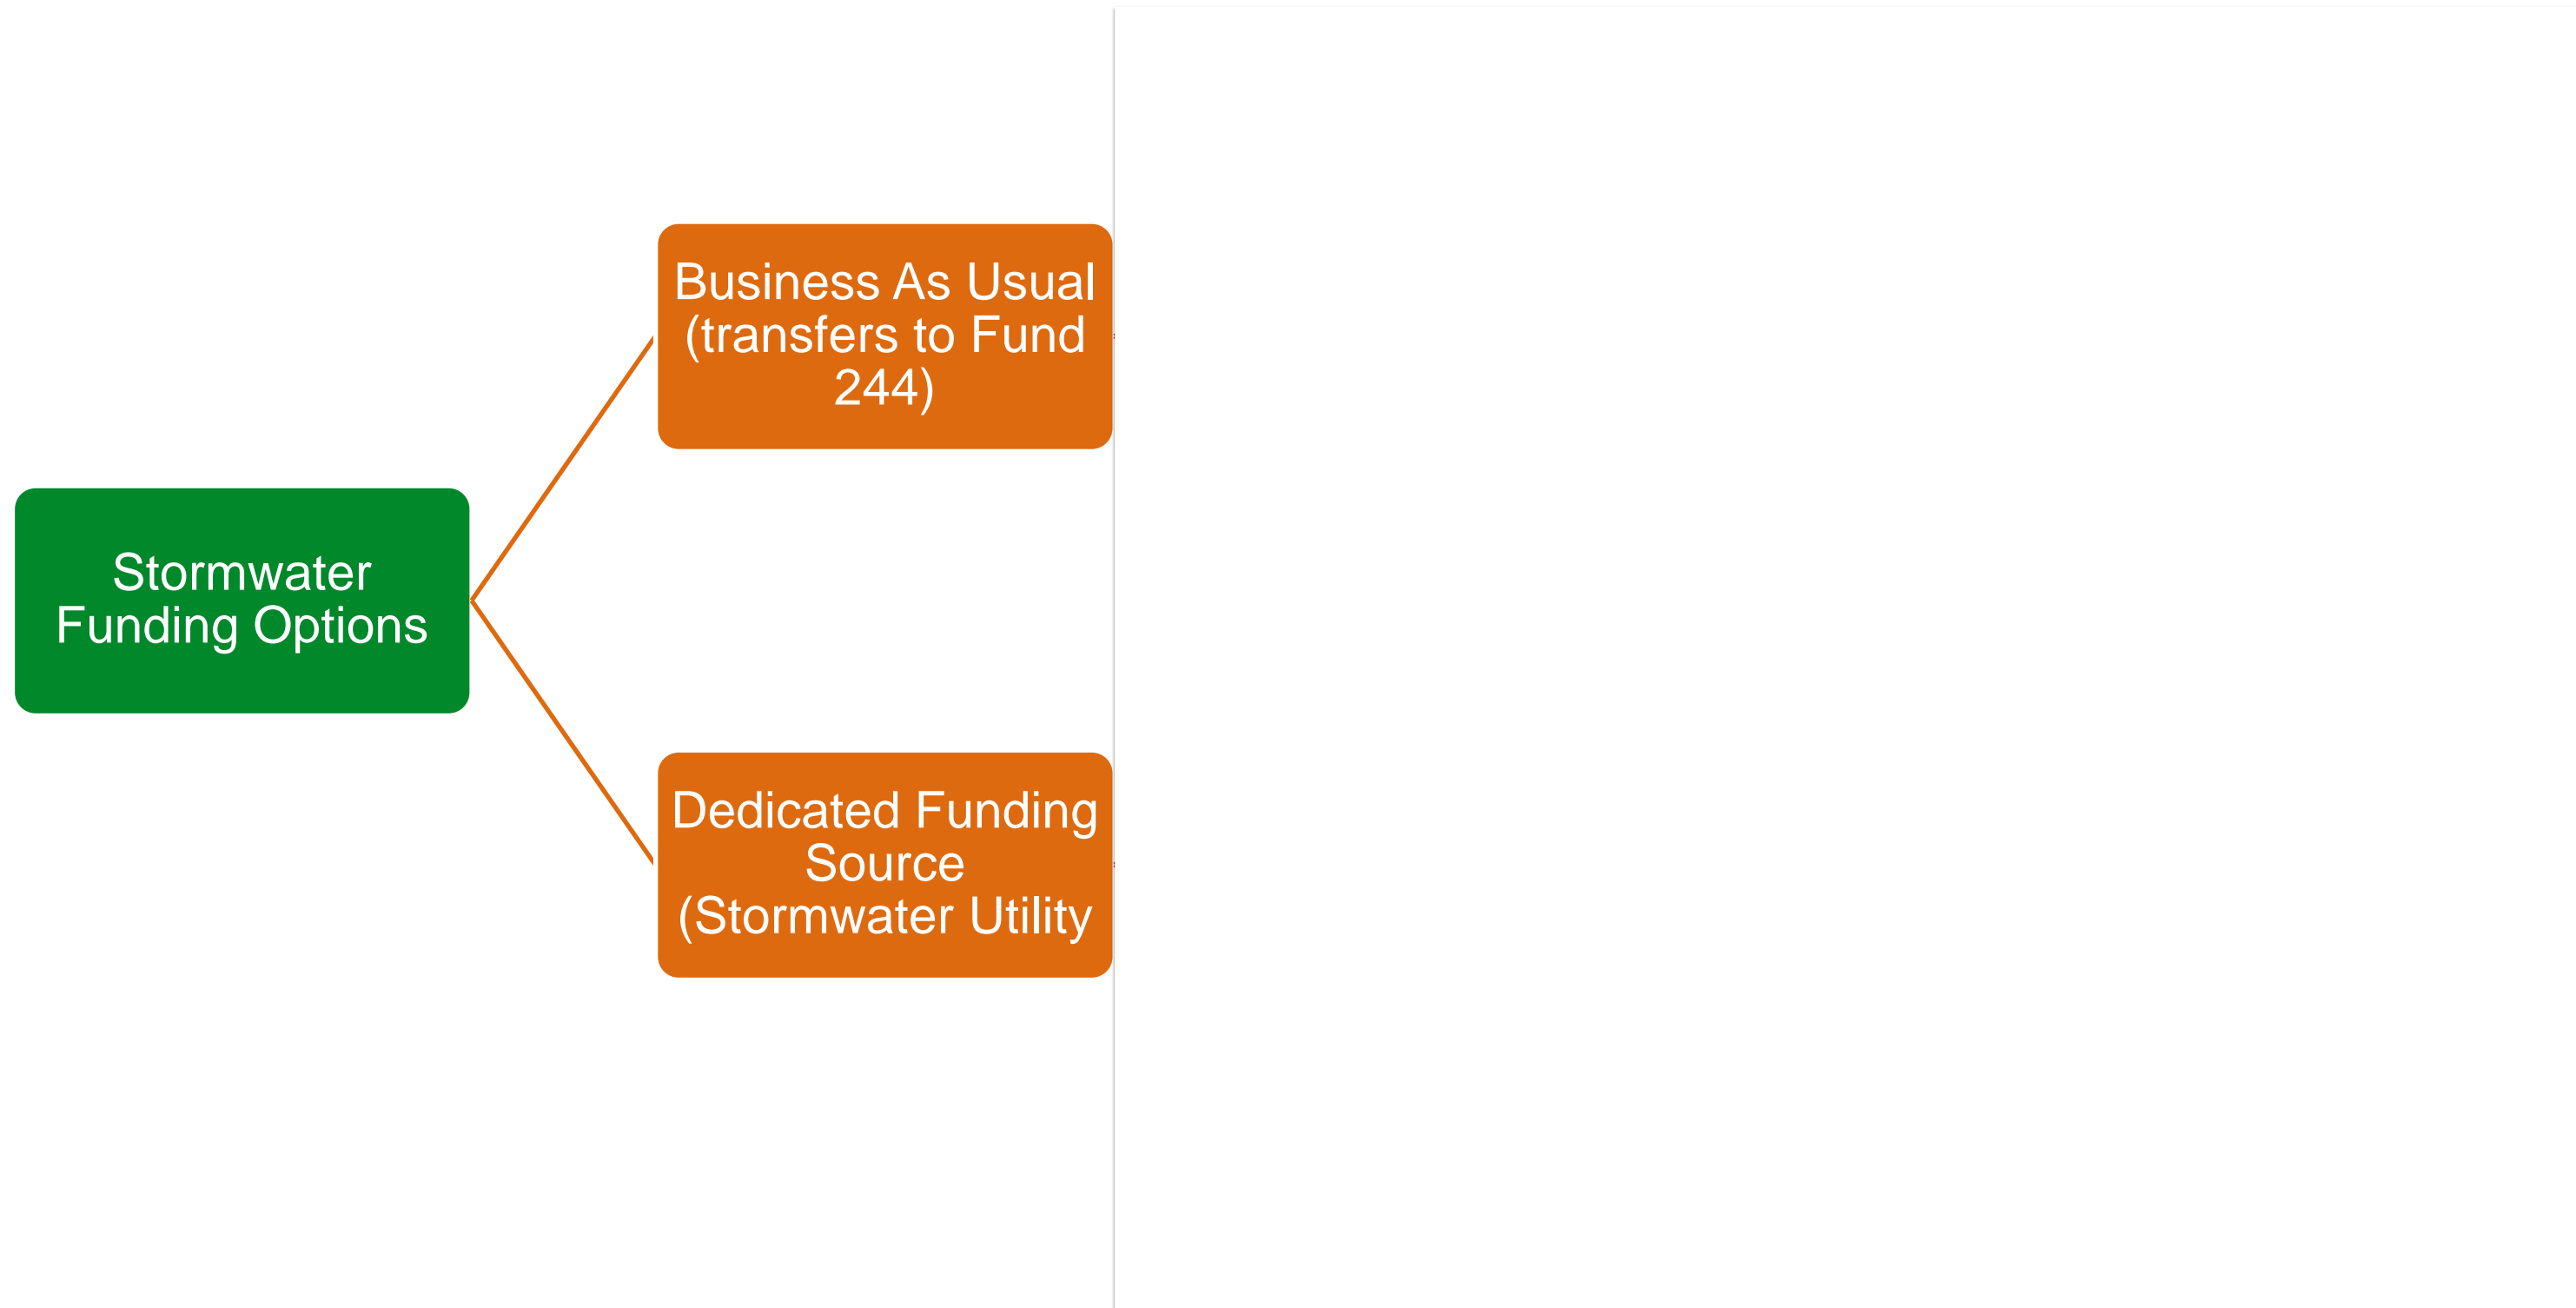 Stormwater
Funding Options
Business As Usual
(transfers to Fund
244)
Dedicated Funding
Source
(Stormwater Utility